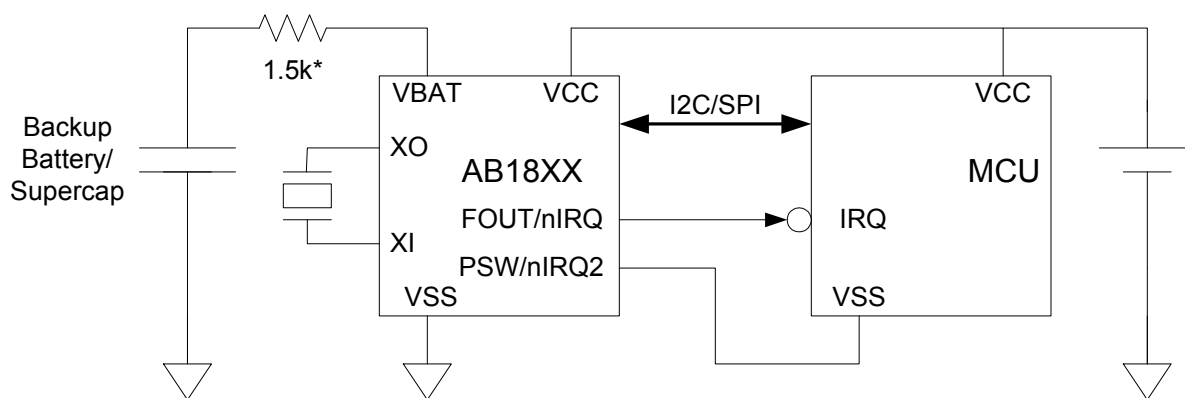 1.5k*
VBAT
VCC
I2C/SPI
VCC
Backup
Battery/
Supercap
XO
AB18XX
MCU
FOUT/nIRQ
IRQ
XI
PSW/nIRQ2
VSS
VSS